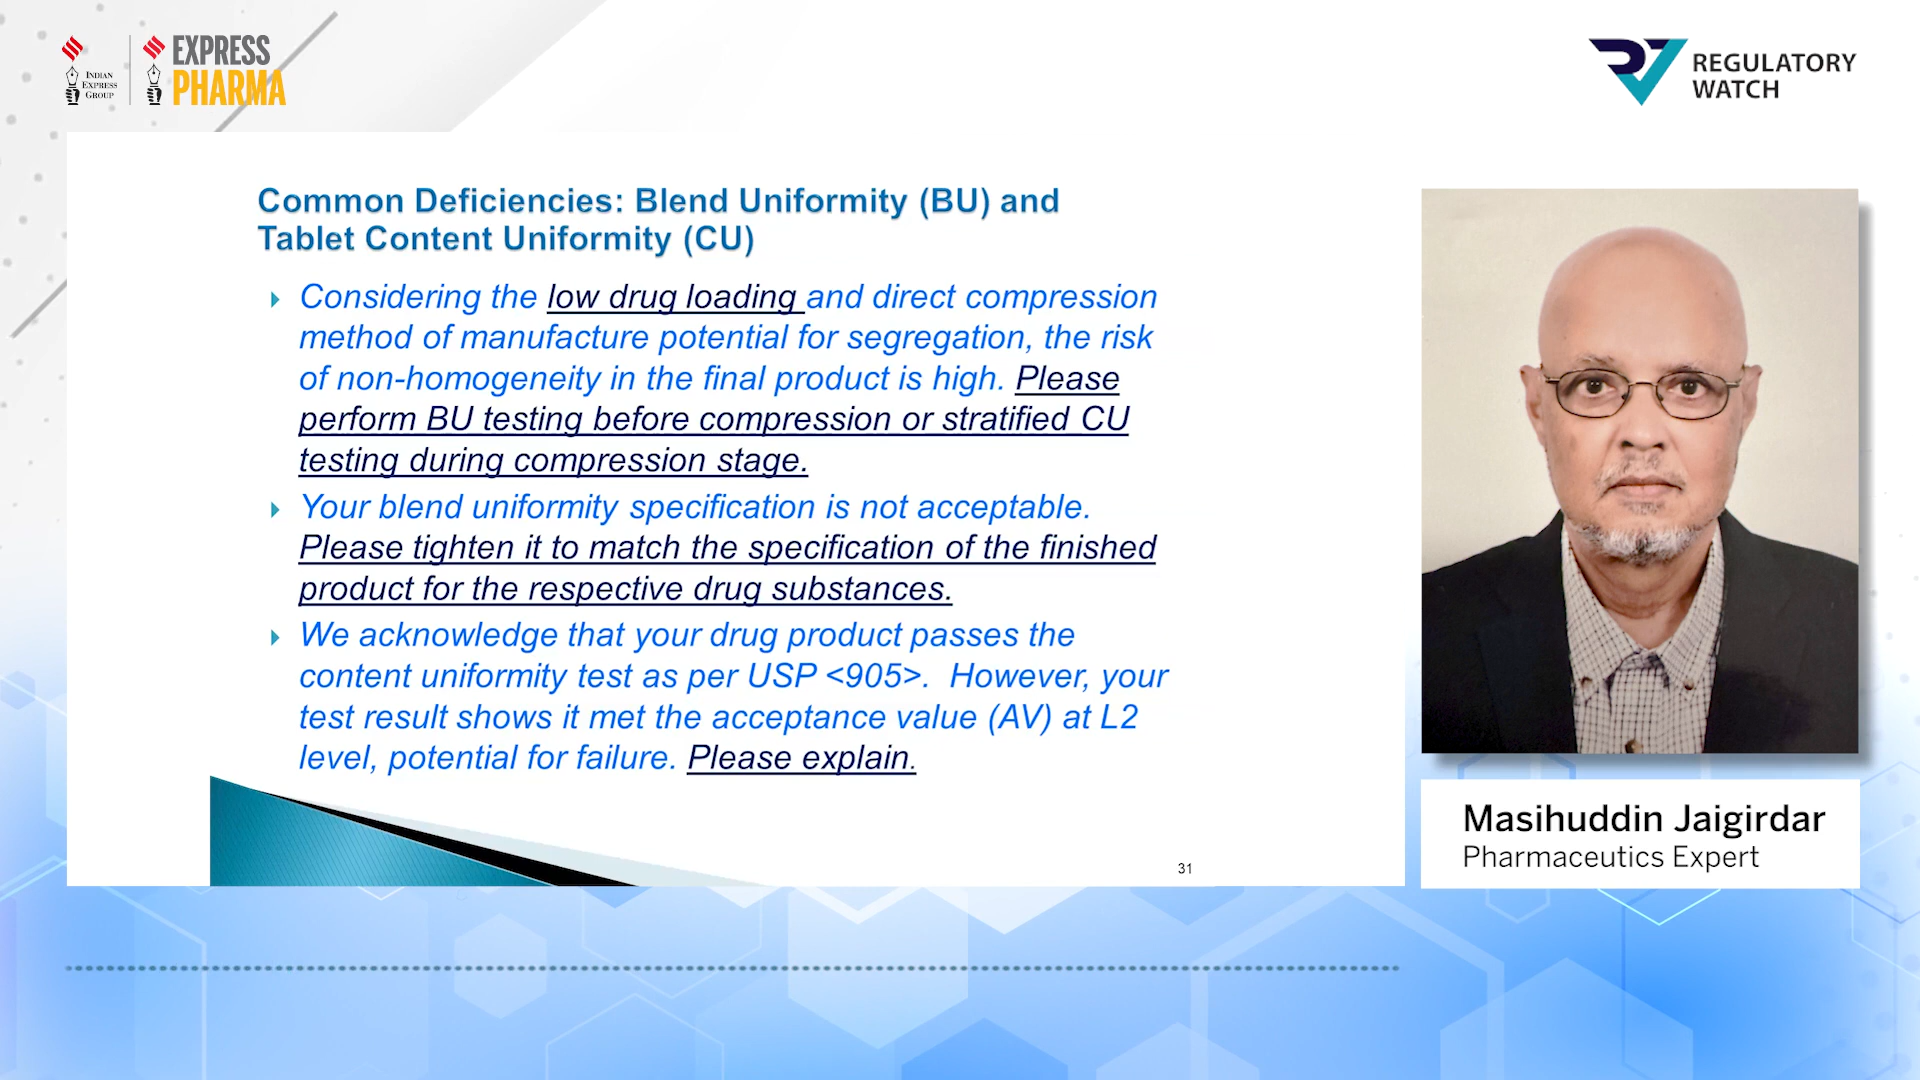 INDIAN
EXPRESS
GROUP
EXPRESS
PHARMA
REGULATORY
WATCH
Common Deficiencies: Blend Uniformity (BU) and
Tablet Content Uniformity (CU)
Considering the low drug loading and direct compression
method of manufacture potential for segregation, the risk
of non-homogeneity in the final product is high. Please
perform BU testing before compression or stratified CU
testing during compression stage.
Your blend uniformity specification is not acceptable.
Please tighten it to match the specification of the finished
product for the respective drug substances.
We acknowledge that your drug product passes the
content uniformity test as per USP <905>.  However, your
test result shows it met the acceptance value (AV) at L2
level, potential for failure. Please explain.
31
Masihuddin Jaigirdar
Pharmaceutics Expert